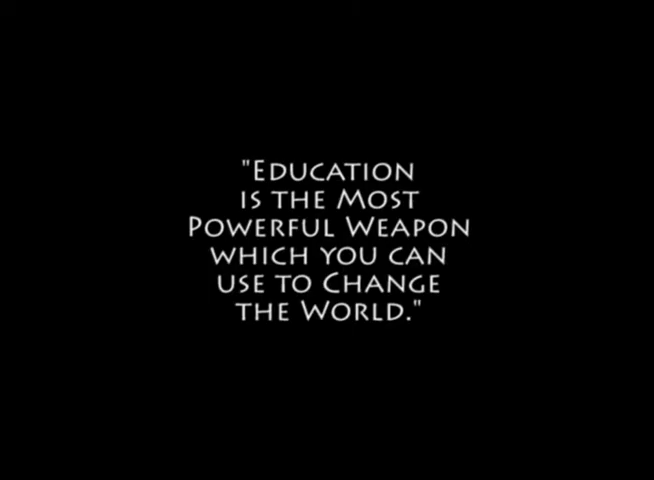 "Education
is the Most
Powerful Weapon
which you can
use to Change
the World."